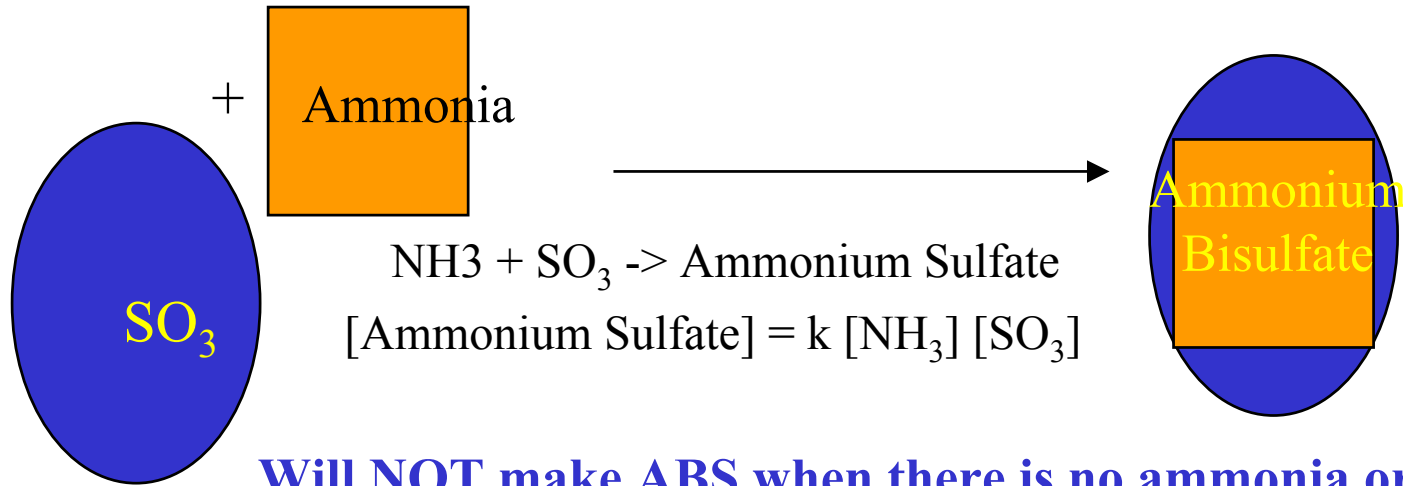 +
Ammonia
SO₃
Ammonium
Bisulfate
NH3 + SO₃ -> Ammonium Sulfate
[Ammonium Sulfate] = k [NH₃] [SO₃]
Will NOT make ABS when there is no ammonia or